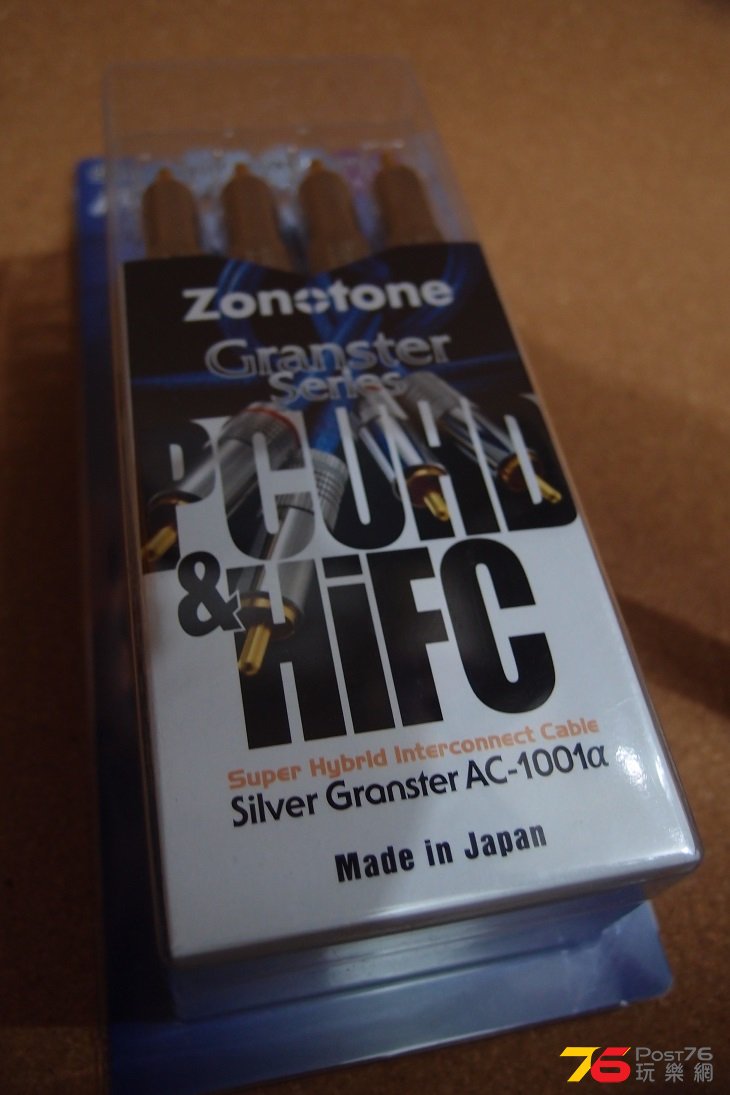 Zonotone
Granster
Series
PCUHD
&HiFC
Super Hybrid Interconnect Cable
Silver Granster AC-1001α
Made in Japan
76 POST76
玩樂網